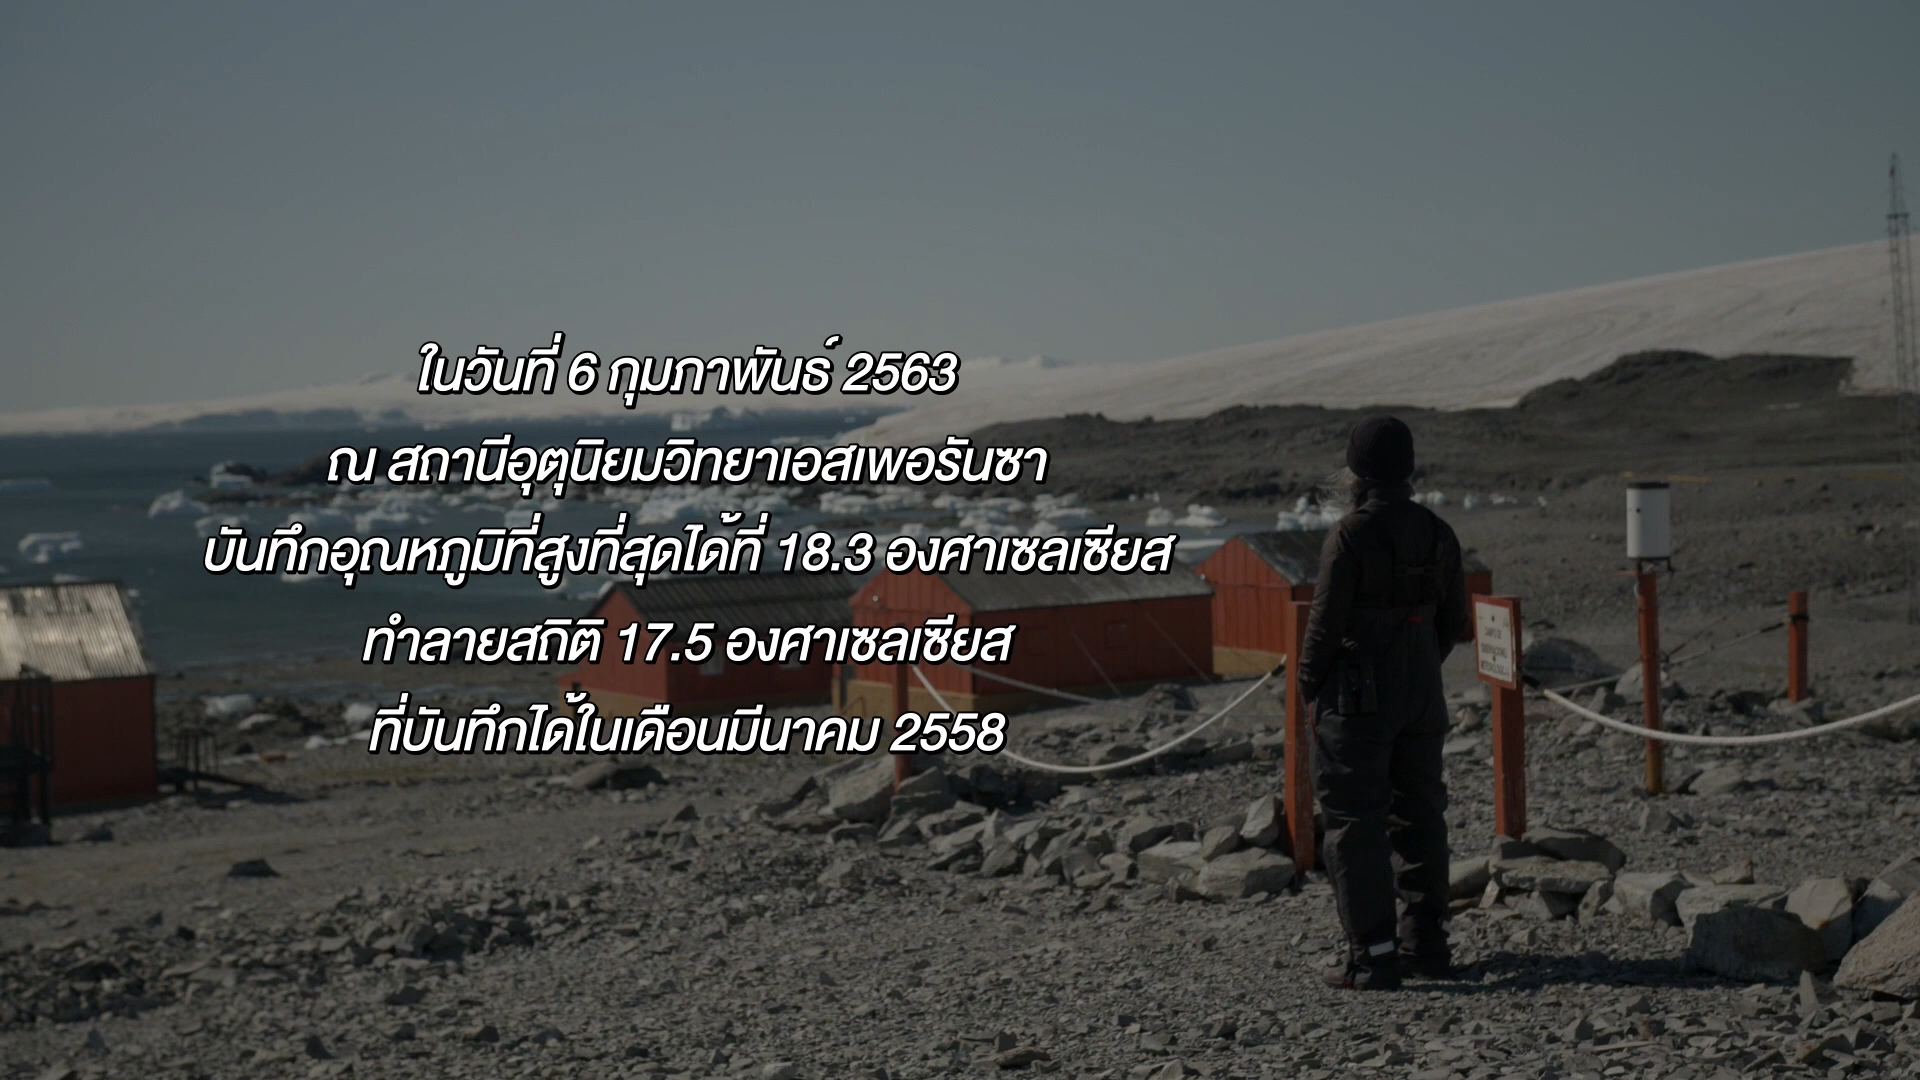 ในวันที่ 6 กุมภาพันธ์ 2563
ณ สถานีอุตุนิยมวิทยาเอสเพอรันซา
บันทึกอุณหภูมิที่สูงที่สุดได้ที่ 18.3 องศาเซลเซียส
ทำลายสถิติ 17.5 องศาเซลเซียส
ที่บันทึกได้ในเดือนมีนาคม 2558